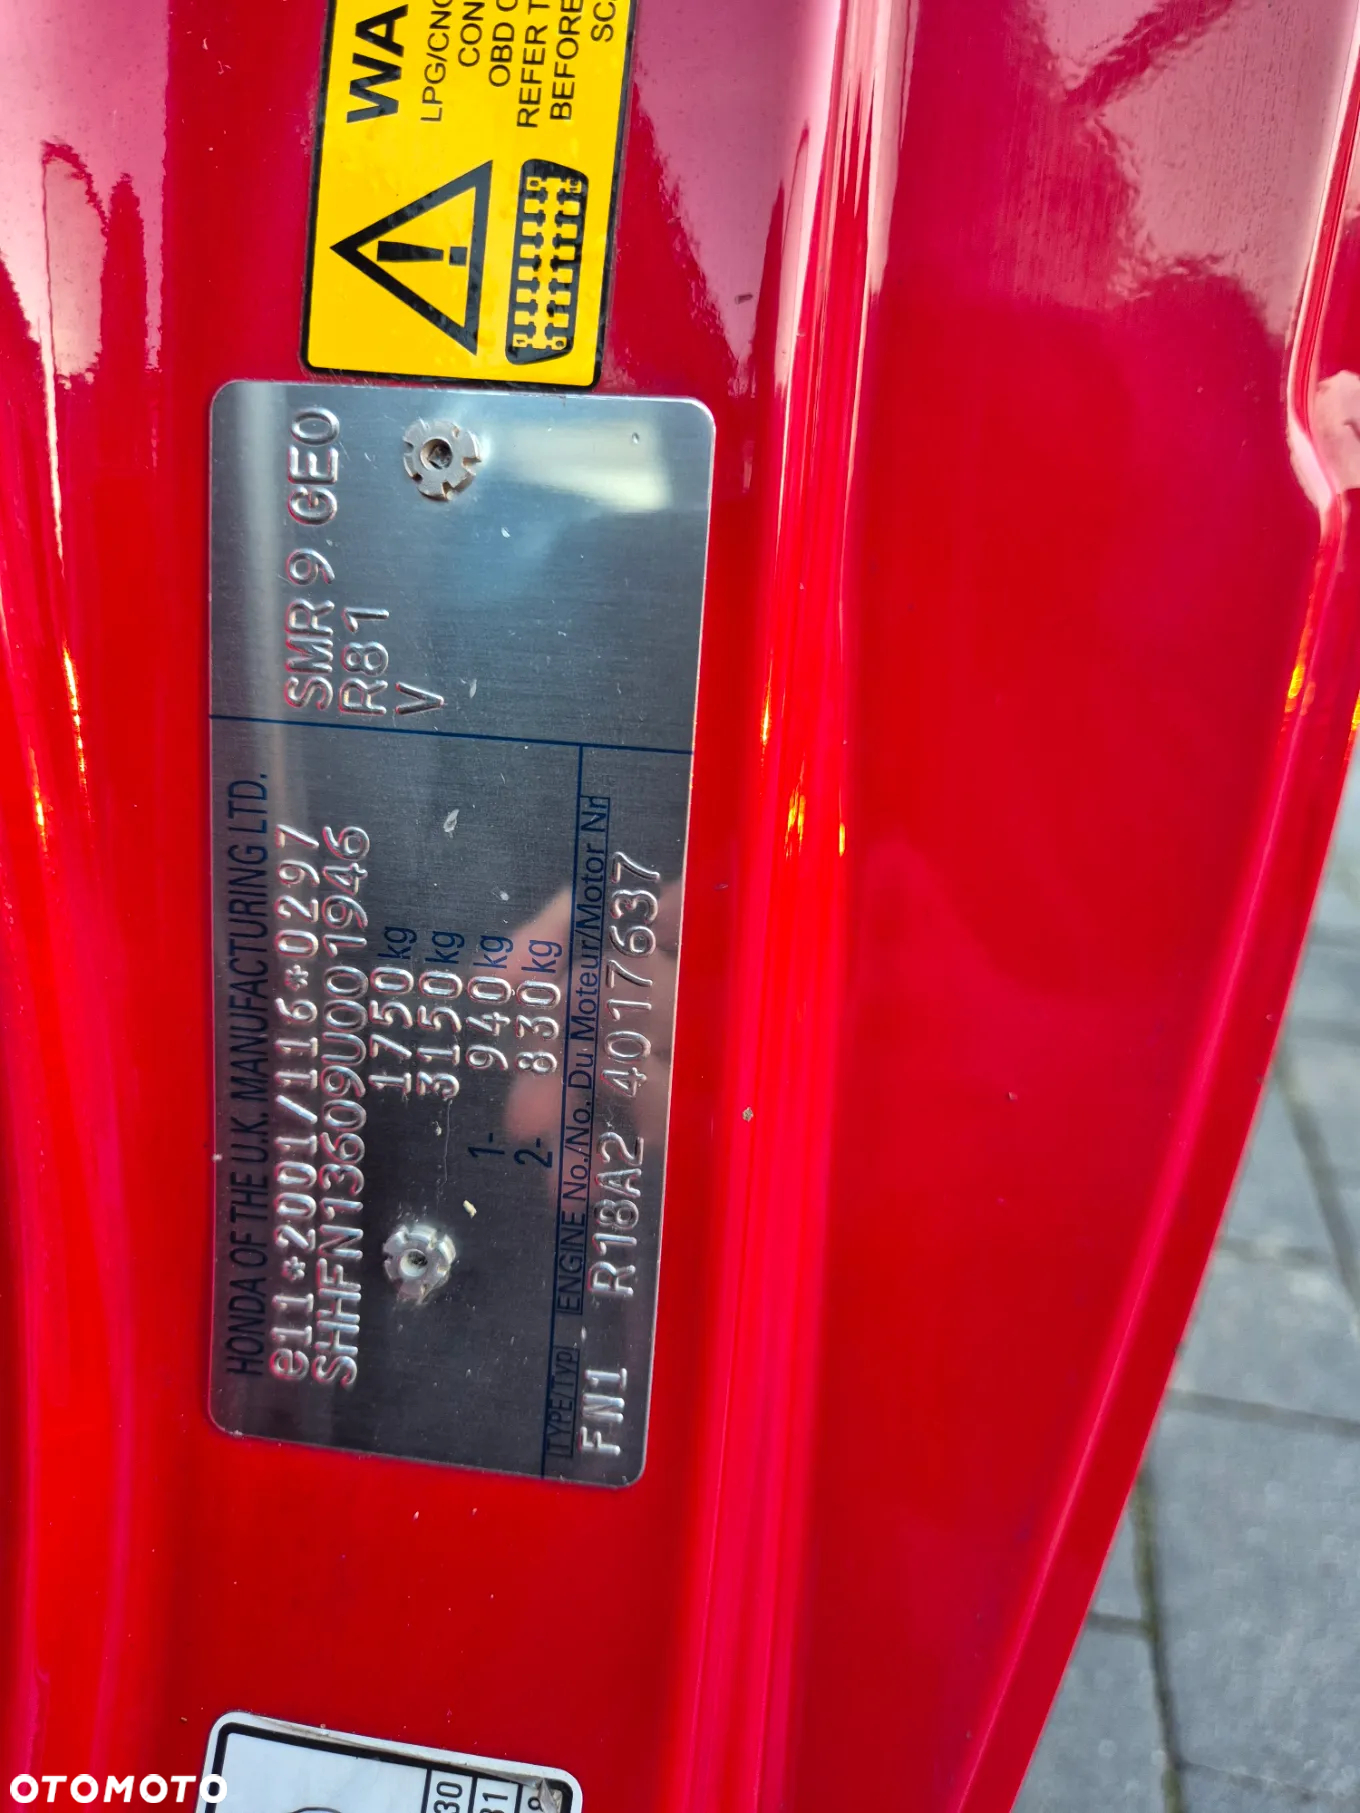 WA
LPG/CNG
CON
OBD C
REFER T
BEFORE
SC
SMR 9 GEO
R81
V
HONDA OF THE U.K. MANUFACTURING LTD.
e11*2001/116*0297
SHHFN13609U001946
1750 kg
3150 kg
1- 940 kg
2- 830 kg
TYPE/Typ ENGINE No./No. Du Moteur/Motor Nr
FN1 R18A2 4017637
30
31
OTOMOTO